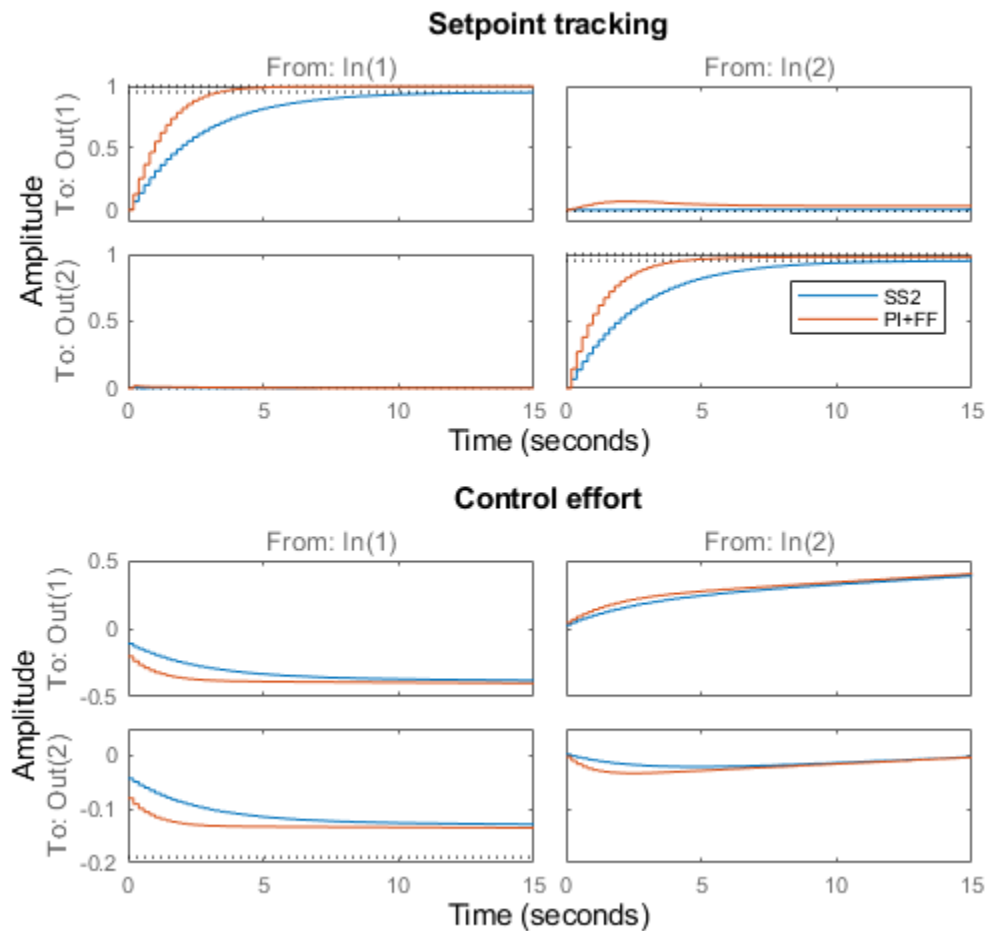 Setpoint tracking
From: In(1) From: In(2)
Amplitude
To: Out(1)
1
0.5
0
To: Out(2)
1
0.5
0
0 5 10 15 0 5 10 15
SS2
PI+FF
Time (seconds)
Control effort
From: In(1) From: In(2)
Amplitude
To: Out(1)
0.5
0
-0.5
To: Out(2)
0
-0.1
-0.2
0 5 10 15 0 5 10 15
Time (seconds)